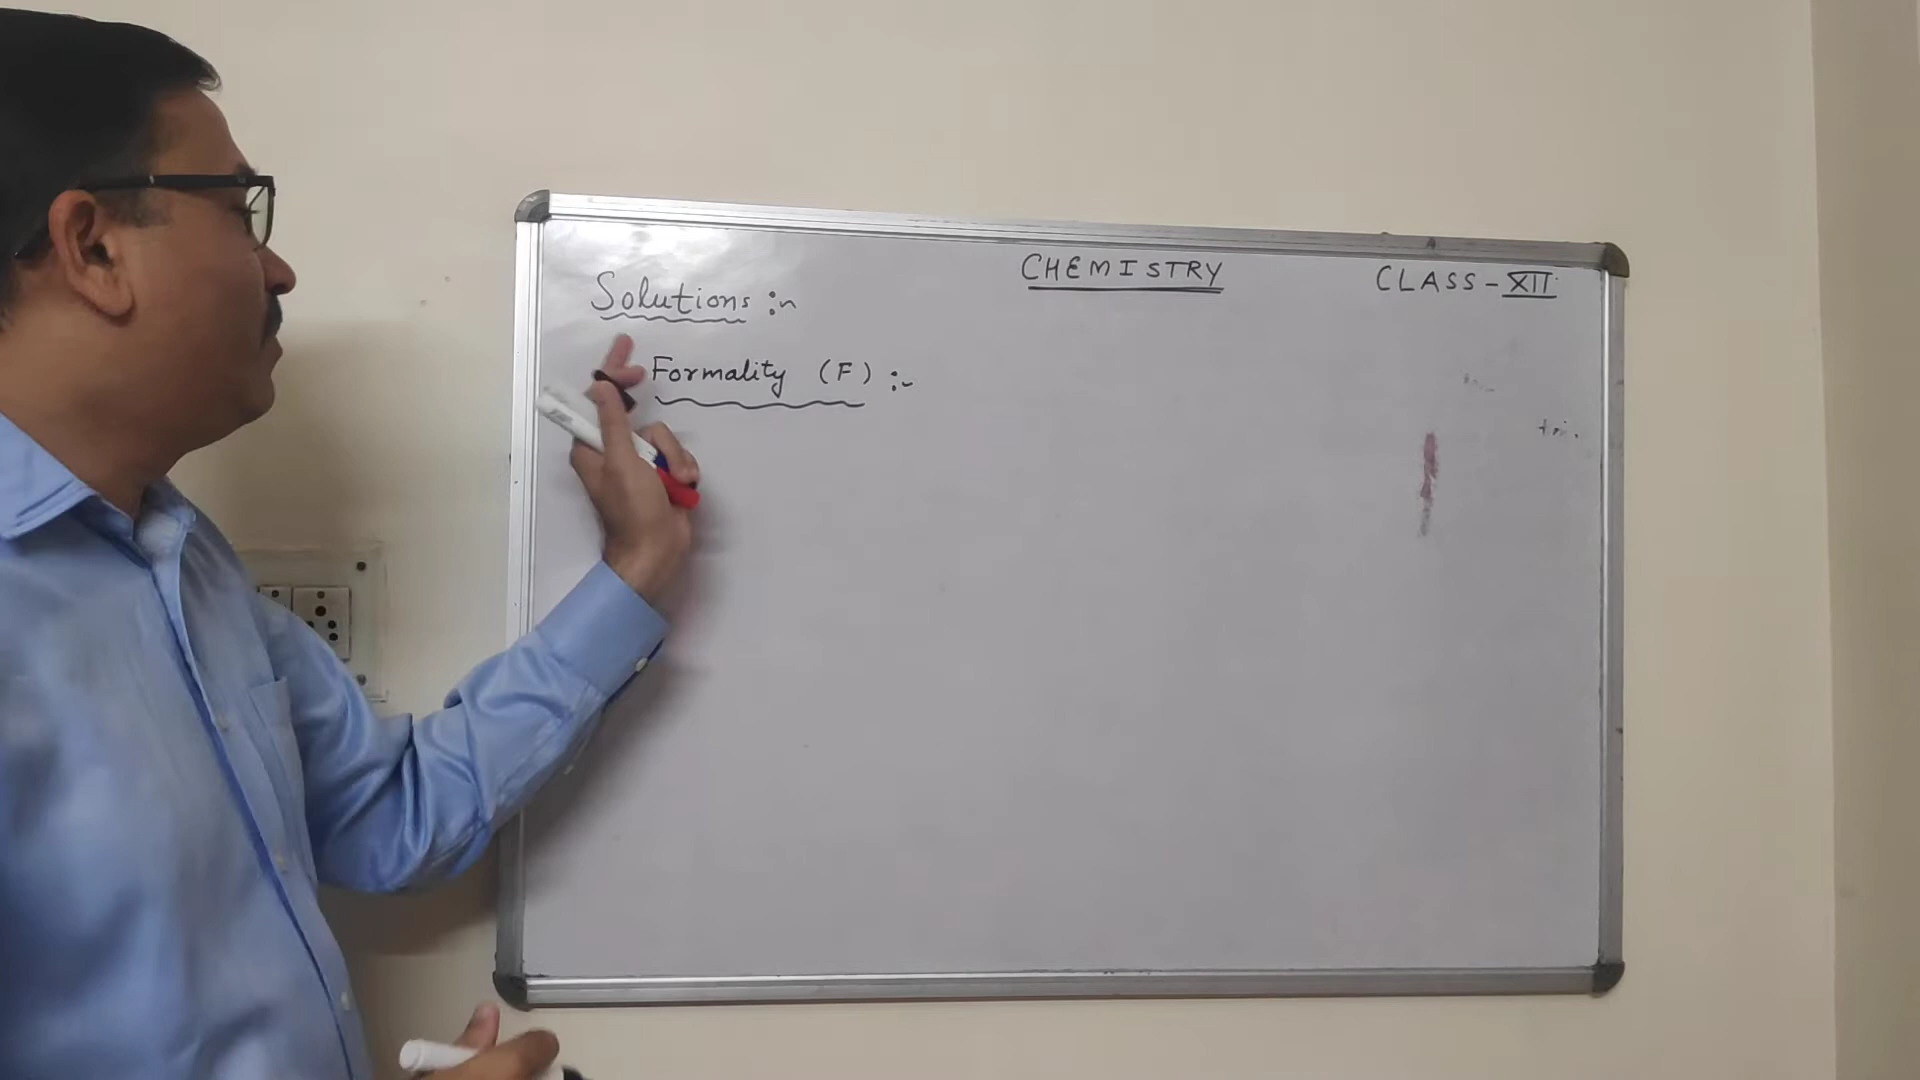 CHEMISTRY
CLASS-XII
Solutions :~
Formality (F) :~